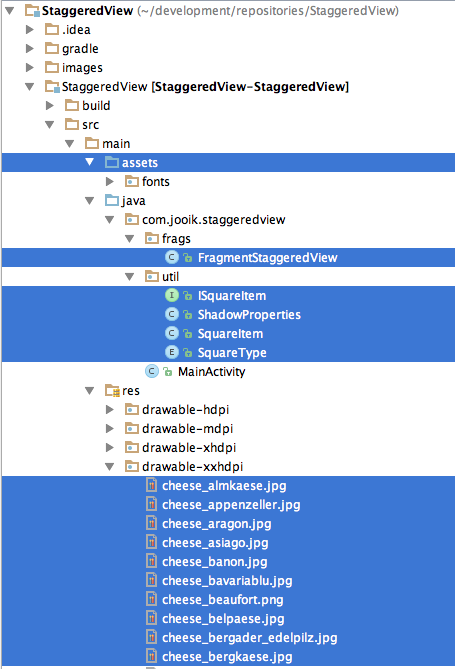 StaggeredView (~/development/repositories/StaggeredView)
.idea
gradle
images
StaggeredView [StaggeredView-StaggeredView]
build
src
main
assets
fonts
java
com.jooik.staggeredview
frags
C FragmentStaggeredView
util
I ISquareItem
C ShadowProperties
C SquareItem
E SquareType
C MainActivity
res
drawable-hdpi
drawable-mdpi
drawable-xhdpi
drawable-xxhdpi
cheese_almkaese.jpg
cheese_appenzeller.jpg
cheese_aragon.jpg
cheese_asiago.jpg
cheese_banon.jpg
cheese_bavariablu.jpg
cheese_beaufort.png
cheese_belpaese.jpg
cheese_bergader_edelpilz.jpg
cheese_bergkaese.jpg